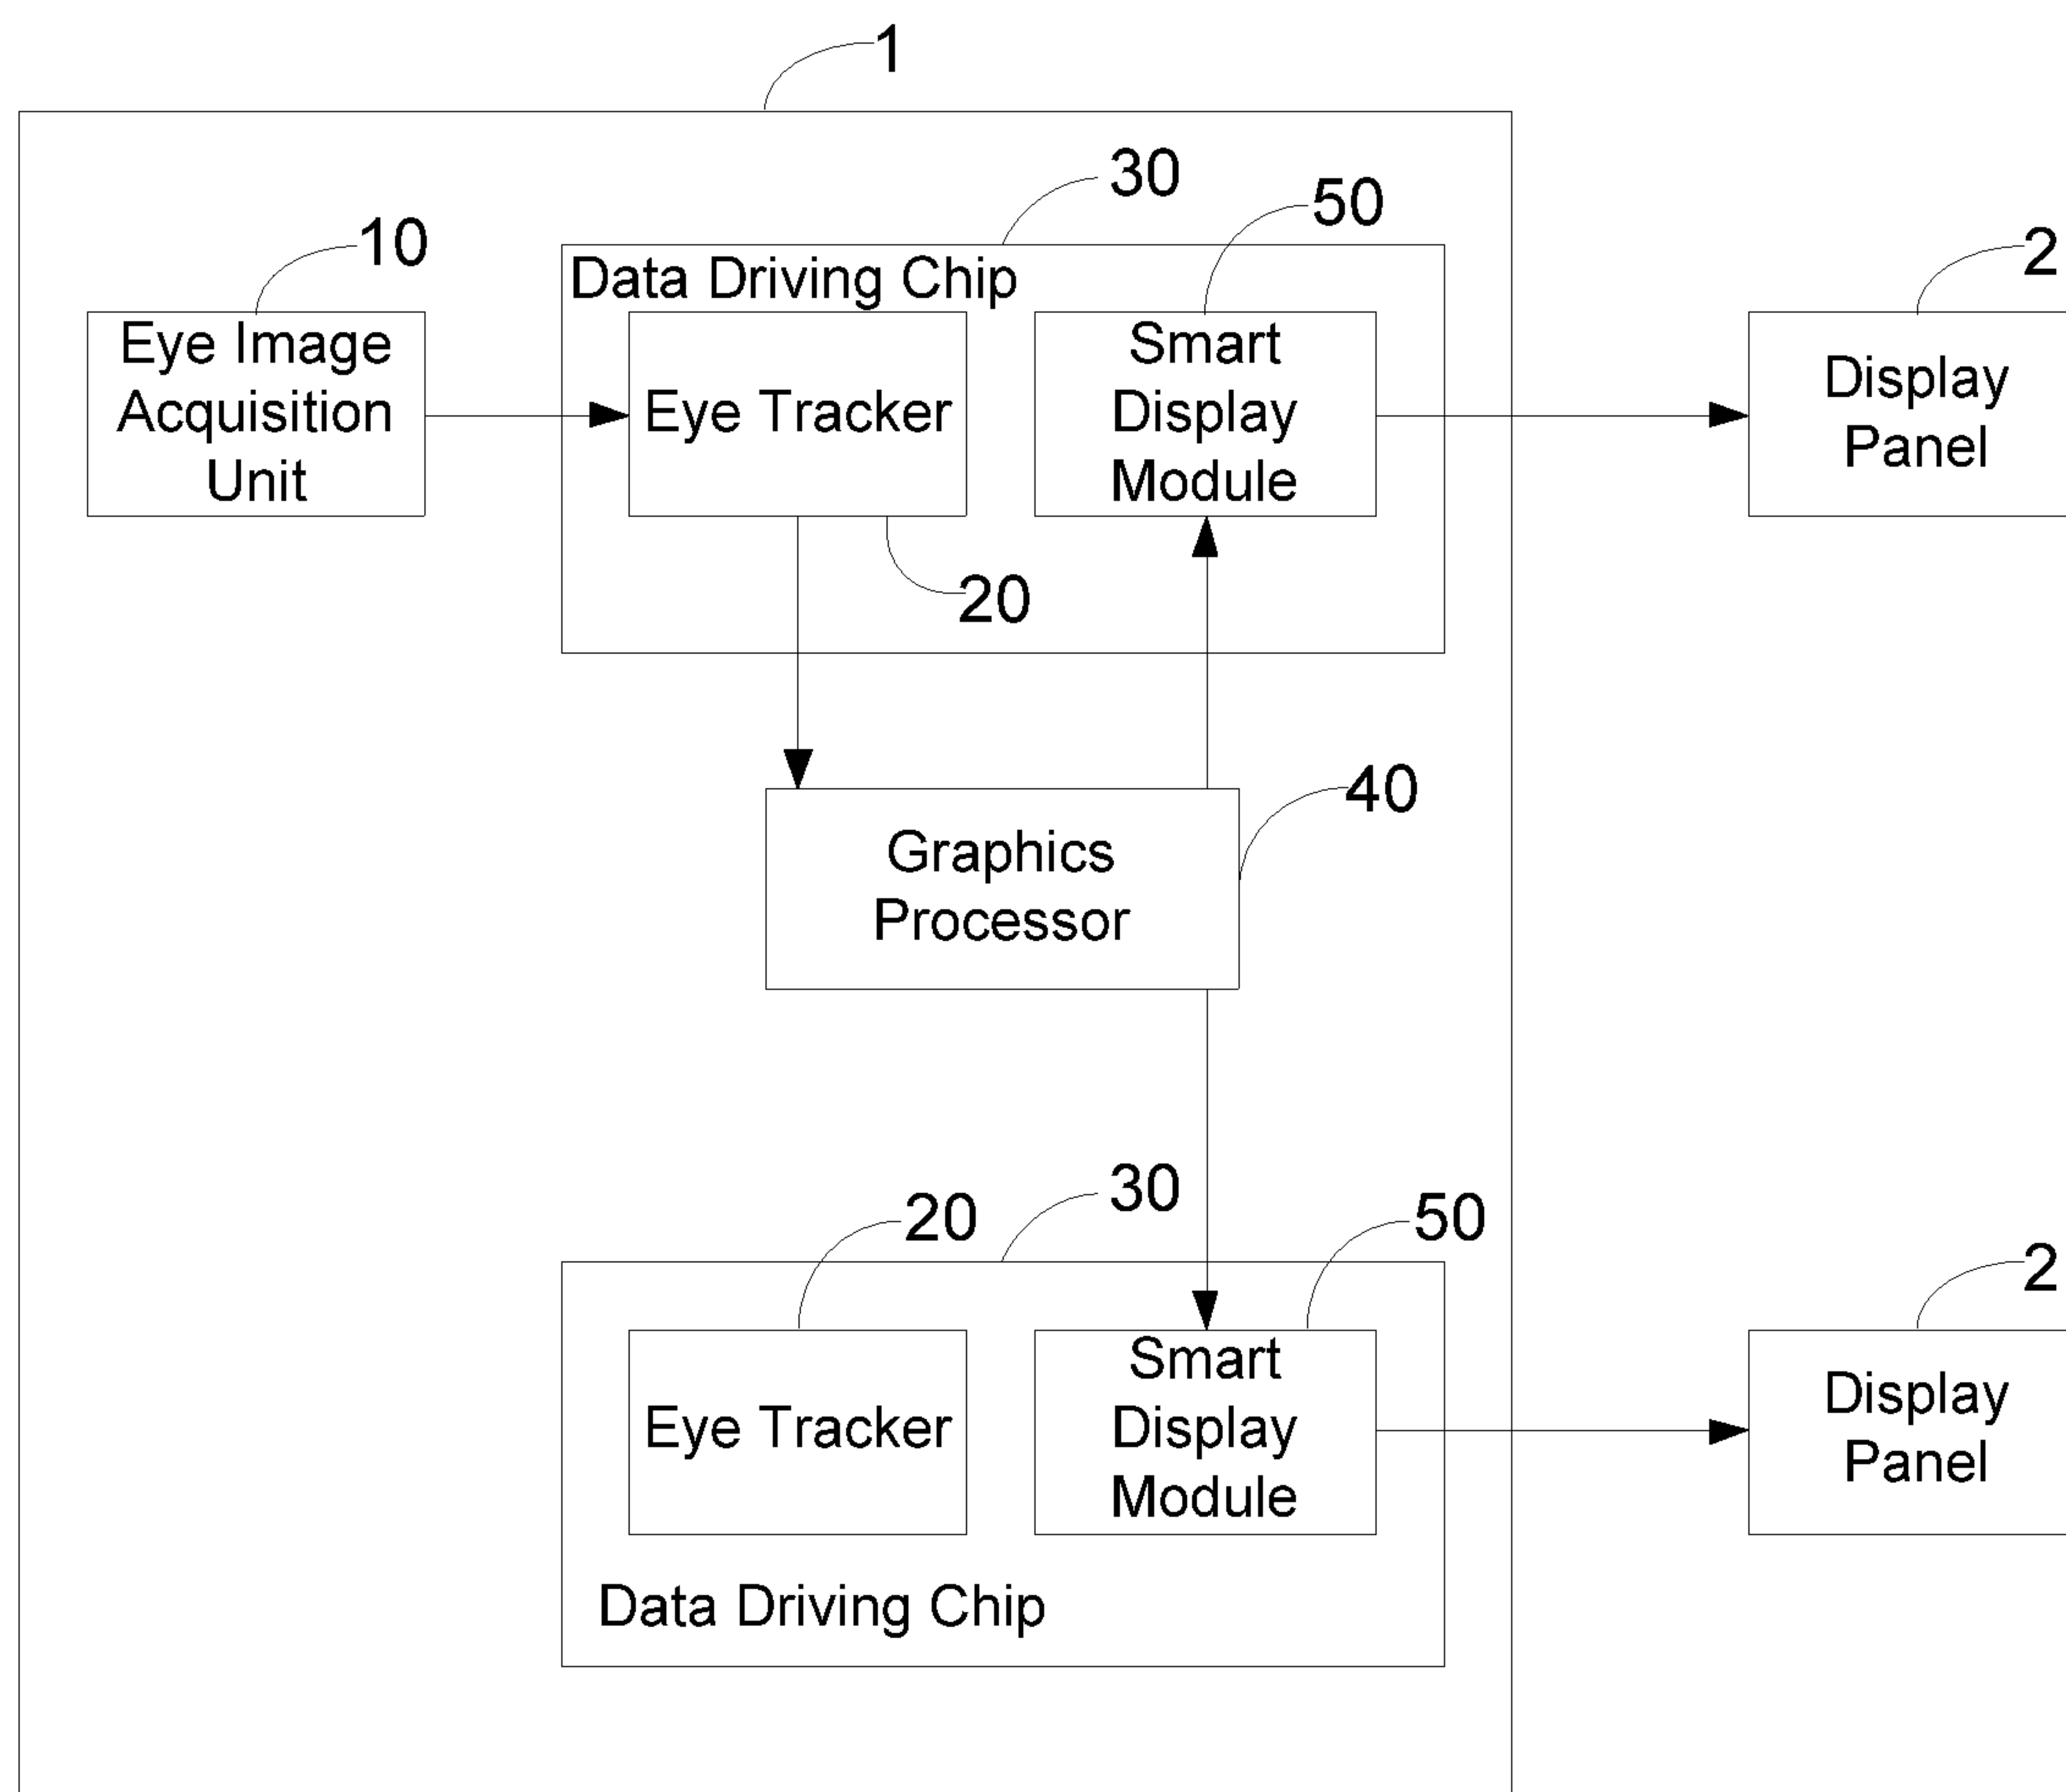 1
30
50
10
2
Data Driving Chip
Eye Image
Acquisition
Unit
Eye Tracker
Smart
Display
Module
Display
Panel
20
40
Graphics
Processor
20
30
50
2
Eye Tracker
Smart
Display
Module
Display
Panel
Data Driving Chip